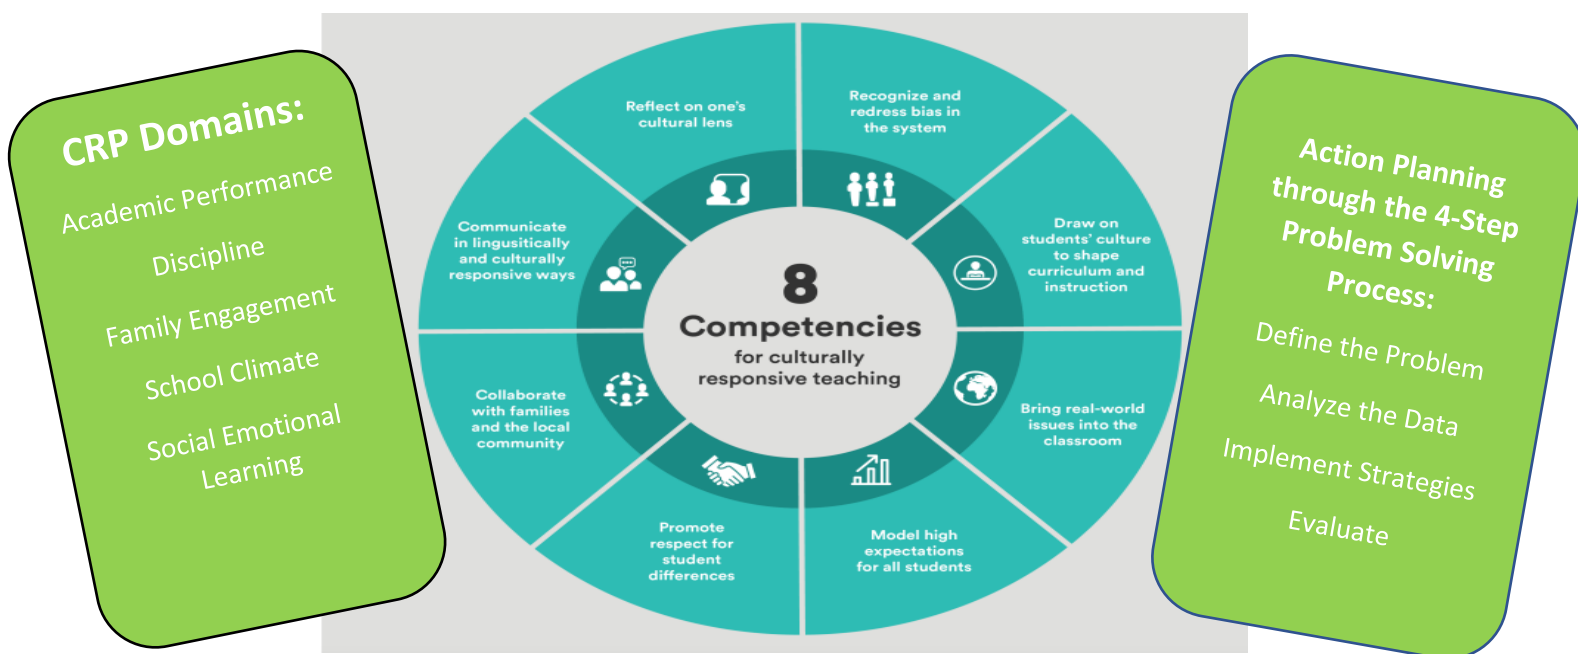 CRP Domains:
Academic Performance
Discipline
Family Engagement
School Climate
Social Emotional
Learning
8
Competencies
for culturally
responsive teaching
Reflect on one's
cultural lens
Recognize and
redress bias in
the system
Draw on
students' culture
to shape
curriculum and
instruction
Bring real-world
issues into the
classroom
Model high
expectations
for all students
Promote
respect for
student
differences
Collaborate
with families
and the local
community
Communicate
in lingusitically
and culturally
responsive ways
Action Planning
through the 4-Step
Problem Solving
Process:
Define the Problem
Analyze the Data
Implement Strategies
Evaluate